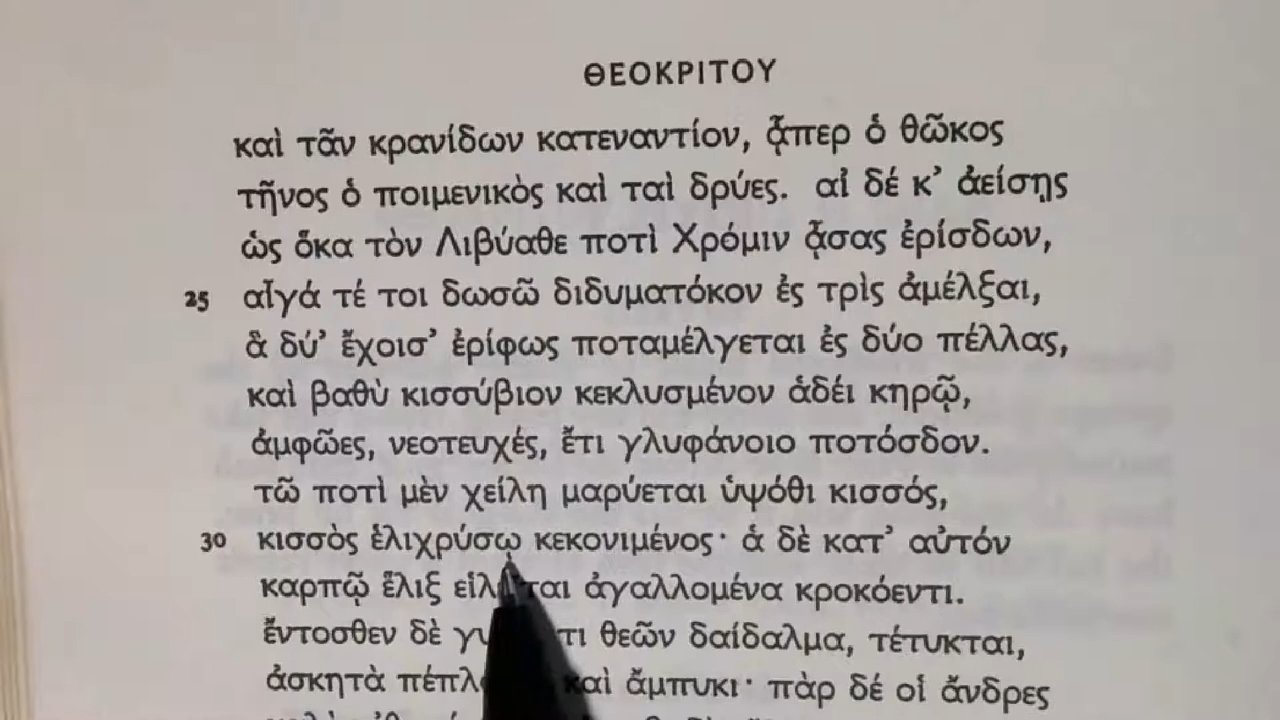 ΘΕΟΚΡΙΤΟΥ
καὶ τᾶν κρανίδων κατεναντίον, ᾇπερ ὁ θῶκος
τῆνος ὁ ποιμενικὸς καὶ ταὶ δρύες. αἰ δέ κ’ ἀείσῃς
ὡς ὅκα τὸν Λιβύαθε ποτὶ Χρόμιν ᾆσας ἐρίσδων,
25 αἶγά τέ τοι δωσῶ διδυματόκον ἐς τρὶς ἀμέλξαι,
ἃ δύ’ ἔχοισ’ ἐρίφως ποταμέλγεται ἐς δύο πέλλας,
καὶ βαθὺ κισσύβιον κεκλυσμένον ἁδέι κηρῷ,
ἀμφῶες, νεοτευχές, ἔτι γλυφάνοιο ποτόσδον.
τῶ ποτὶ μὲν χείλη μαρύεται ὑψόθι κισσός,
30 κισσὸς ἑλιχρύσῳ κεκονιμένος· ἁ δὲ κατ’ αὐτόν
καρπῷ ἕλιξ ἀγαλλομένα κροκόεντι.
ἔντοσθεν δὲ θεῶν δαίδαλμα, τέτυκται,
ἀσκητὰ καὶ ἄμπυκι· πὰρ δέ οἱ ἄνδρες